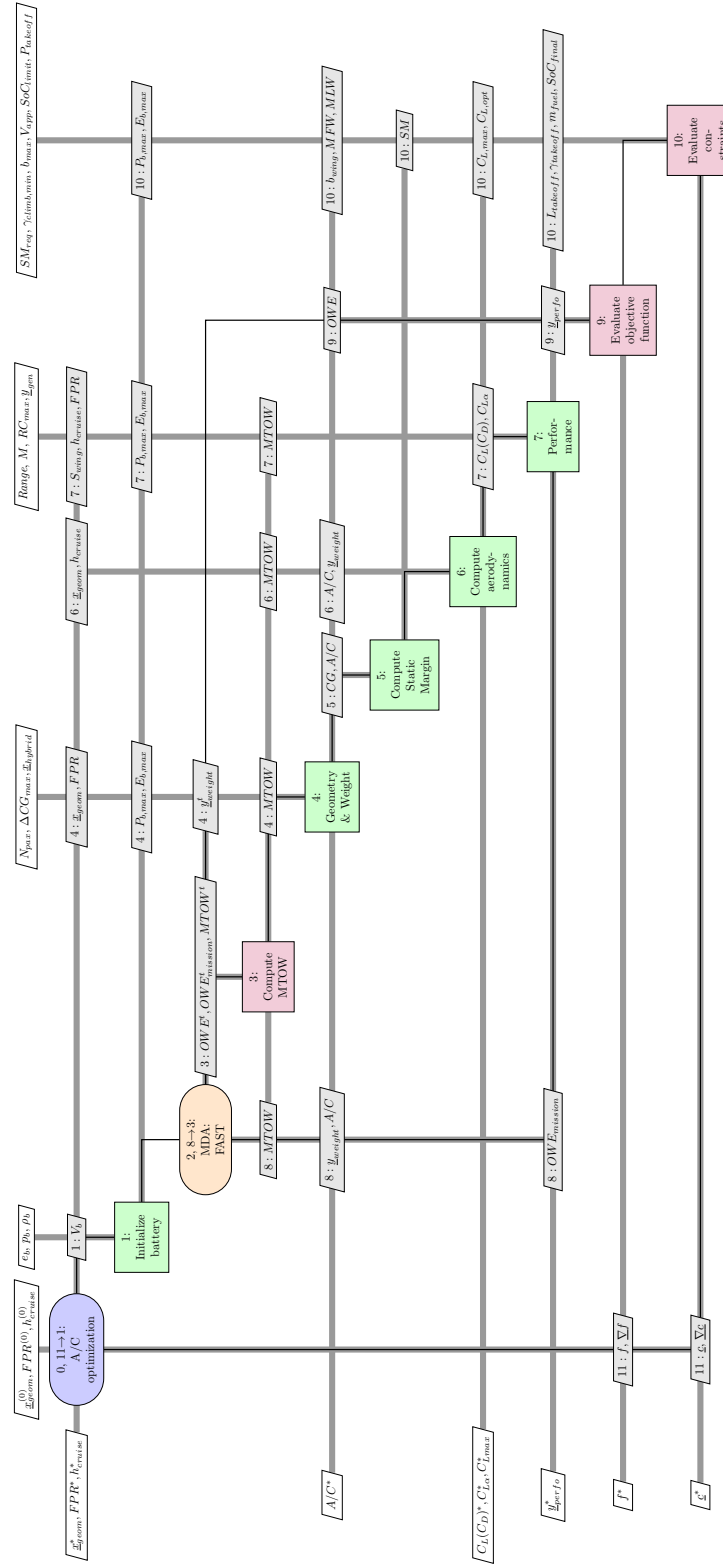 x_geom^(0), FPR^(0), h_cruise^(0)
e_b, p_b, ρ_b
N_pax, ΔCG_max, x_hybrid
Range, M, RC_max, y_gen
SM_req, γ_climb,min, b_max, V_app, SoC_limit, P_takeoff
x*_geom, FPR*, h*_cruise
0, 11→1:
A/C
optimization
1 : V_b
4 : x_geom, FPR
6 : x_geom, h_cruise
7 : S_wing, h_cruise, FPR
1:
Initialize
battery
4 : P_b,max, E_b,max
7 : P_b,max, E_b,max
10 : P_b,max, E_b,max
2, 8→3:
MDA:
FAST
3 : OWE^t, OWE^t_mission, MTOW^t
4 : y^t_weight
8 : MTOW
3:
Compute
MTOW
4 : MTOW
6 : MTOW
7 : MTOW
A/C*
8 : y_weight, A/C
4:
Geometry
& Weight
5 : CG, A/C
6 : A/C, y_weight
9 : OWE
10 : b_wing, MFW, MLW
5:
Compute
Static
Margin
10 : SM
C_L(C_D)*, C*_Lα, C*_Lmax
6:
Compute
aerody-
namics
7 : C_L(C_D), C_Lα
10 : C_L,max, C_L,opt
y*_perfo
8 : OWE_mission
7:
Perfor-
mance
9 : y_perfo
10 : L_takeoff, γ_takeoff, m_fuel, SoC_final
f*
11 : f, ∇f
9:
Evaluate
objective
function
c*
11 : c, ∇c
10:
Evaluate
con-
straints